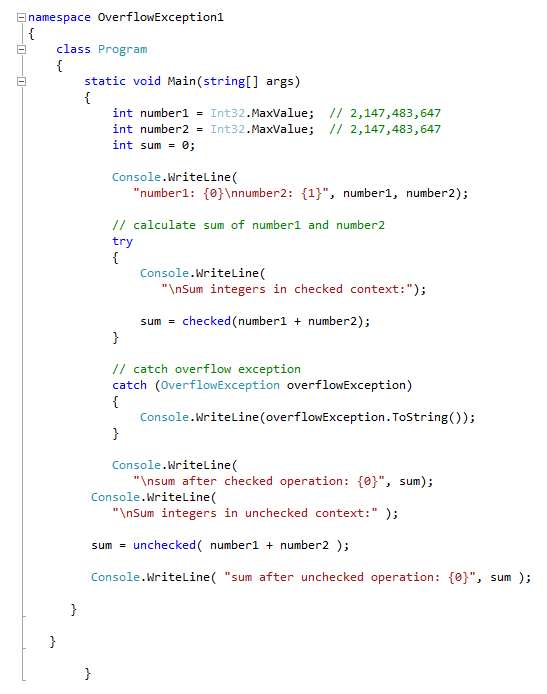 namespace OverflowException1
{
class Program
{
static void Main(string[] args)
{
int number1 = Int32.MaxValue;  // 2,147,483,647
int number2 = Int32.MaxValue;  // 2,147,483,647
int sum = 0;
Console.WriteLine(
"number1: {0}\nnumber2: {1}", number1, number2);
// calculate sum of number1 and number2
try
{
Console.WriteLine(
"\nSum integers in checked context:");
sum = checked(number1 + number2);
}
// catch overflow exception
catch (OverflowException overflowException)
{
Console.WriteLine(overflowException.ToString());
}
Console.WriteLine(
"\nsum after checked operation: {0}", sum);
Console.WriteLine(
"\nSum integers in unchecked context:" );
sum = unchecked( number1 + number2 );
Console.WriteLine( "sum after unchecked operation: {0}", sum );
}
}
}